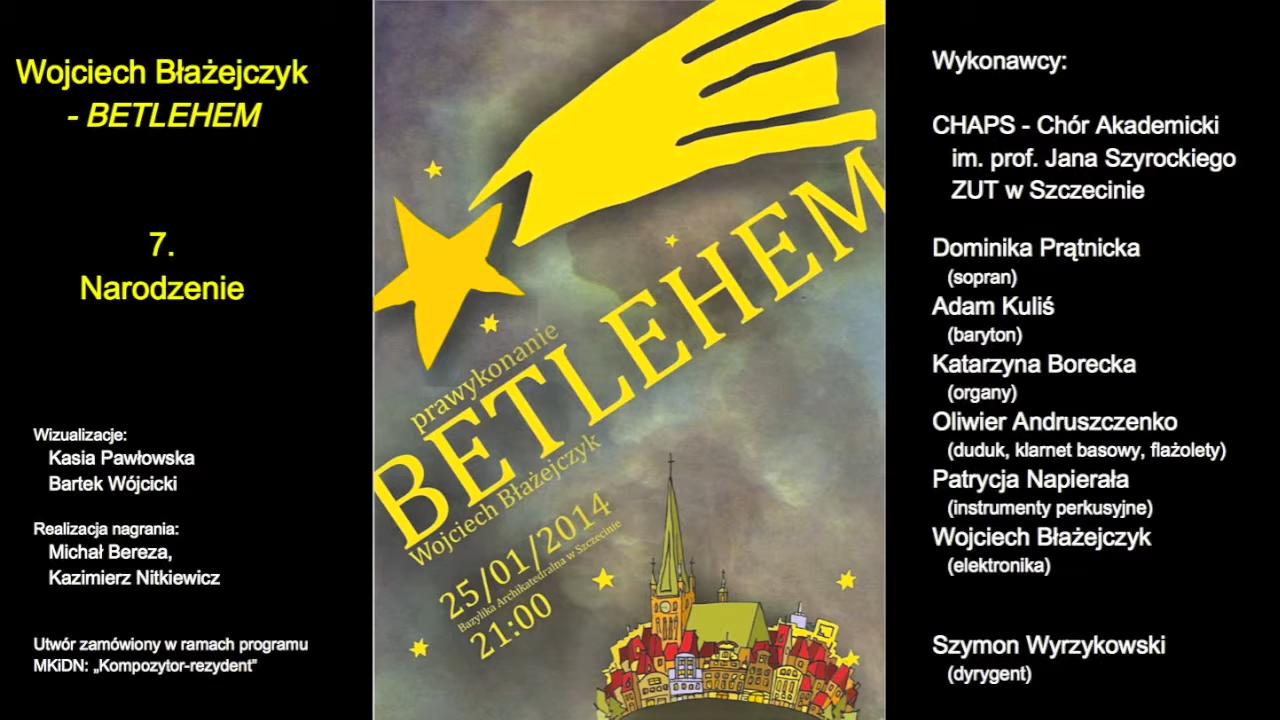 Wojciech Błażejczyk
- BETLEHEM
7.
Narodzenie
Wizualizacje:
Kasia Pawłowska
Bartek Wójcicki
Realizacja nagrania:
Michał Bereza,
Kazimierz Nitkiewicz
Utwór zamówiony w ramach programu
MKiDN: „Kompozytor-rezydent”
prawykonanie
BETLEHEM
Wojciech Błażejczyk
25/01/2014
Bazylika Archikatedralna w Szczecinie
21:00
Wykonawcy:
CHAPS - Chór Akademicki
im. prof. Jana Szyrockiego
ZUT w Szczecinie
Dominika Prątnicka
(sopran)
Adam Kuliś
(baryton)
Katarzyna Borecka
(organy)
Oliwier Andruszczenko
(duduk, klarnet basowy, flażolety)
Patrycja Napierała
(instrumenty perkusyjne)
Wojciech Błażejczyk
(elektronika)
Szymon Wyrzykowski
(dyrygent)